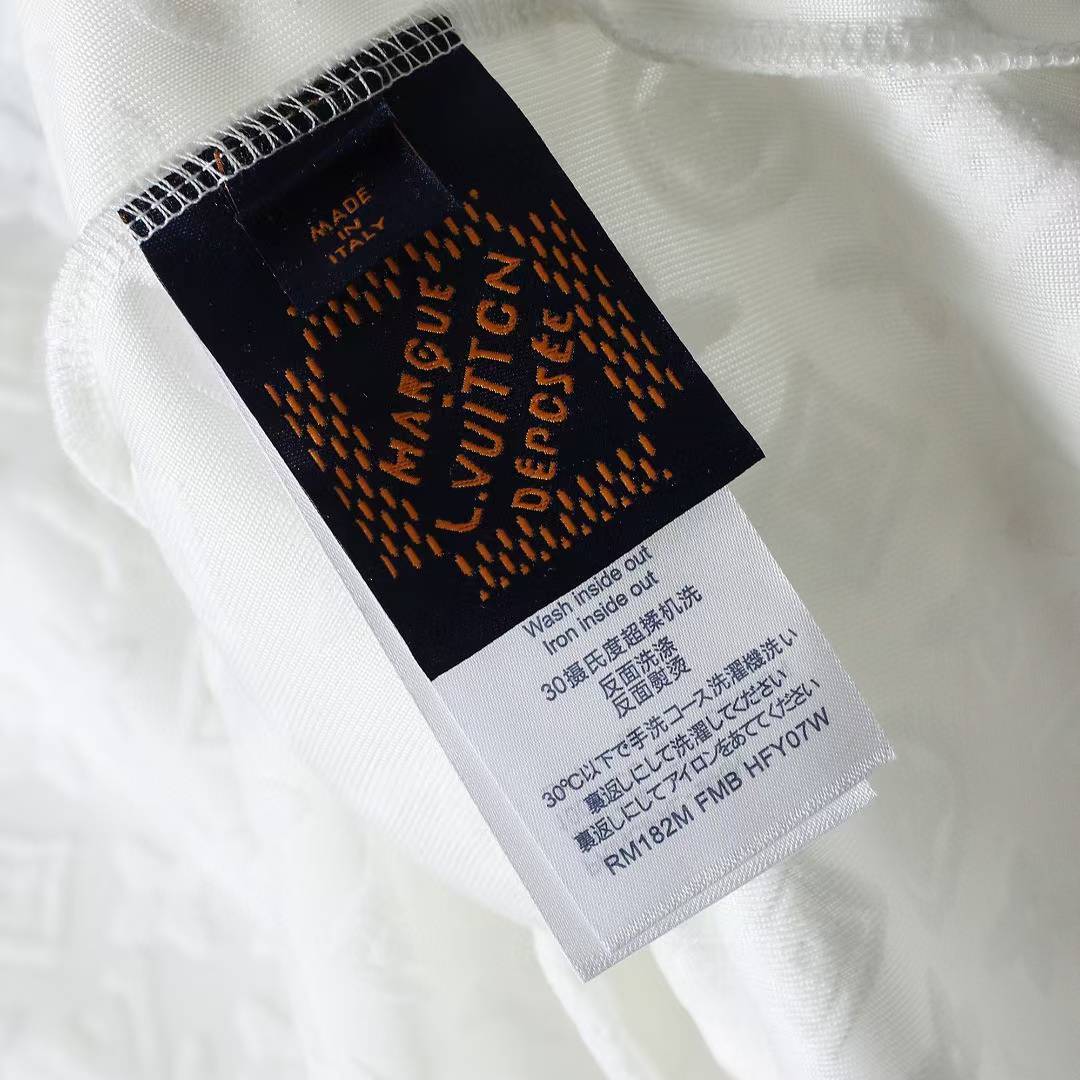 MADE
IN
ITALY
MARQUE
L.VUITTON
DEPOSÉE
Wash inside out
Iron inside out
30摄氏度超揉机洗
反面洗涤
反面熨烫
30℃以下で手洗コース洗濯機洗い
裏返しにして洗濯してください
裏返しにしてアイロンをあててください
RM182M FMB HFY07W